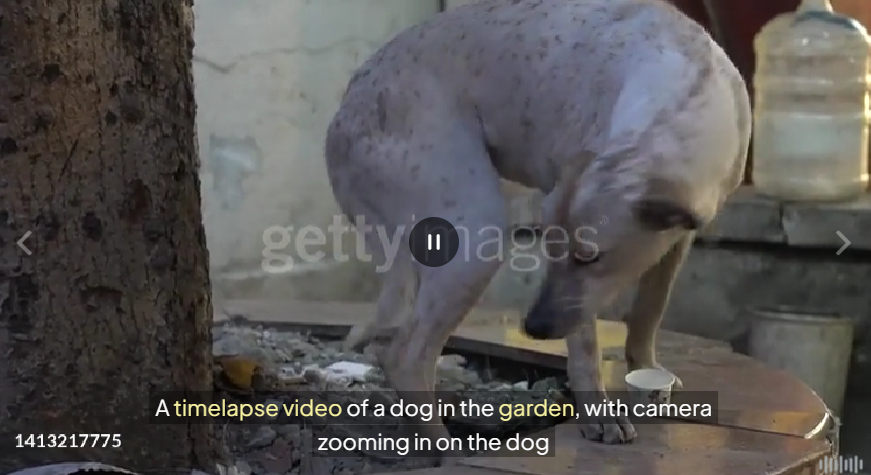 gettyimages
A timelapse video of a dog in the garden, with camera
zooming in on the dog
1413217775